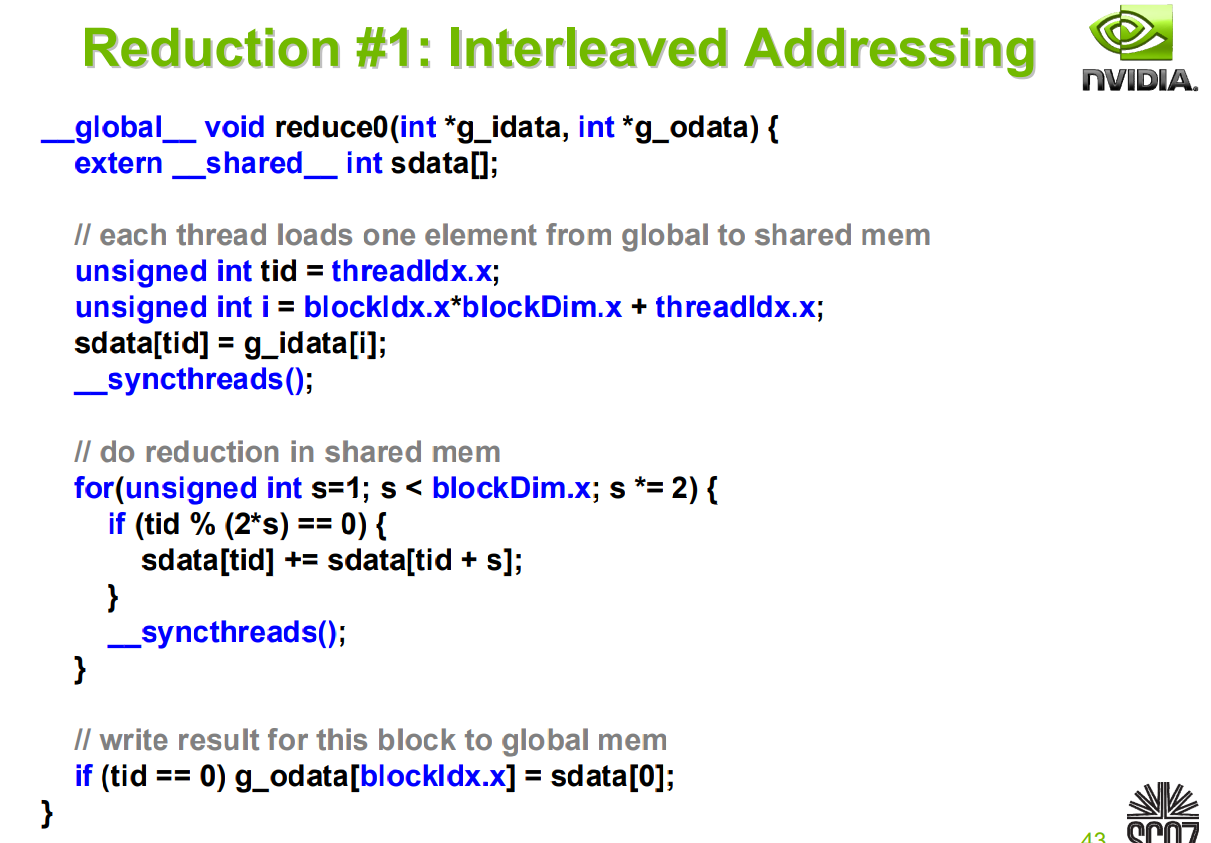 Reduction #1: Interleaved Addressing
nVIDIA.
__global__ void reduce0(int *g_idata, int *g_odata) {
extern __shared__ int sdata[];
// each thread loads one element from global to shared mem
unsigned int tid = threadIdx.x;
unsigned int i = blockIdx.x*blockDim.x + threadIdx.x;
sdata[tid] = g_idata[i];
__syncthreads();
// do reduction in shared mem
for(unsigned int s=1; s < blockDim.x; s *= 2) {
if (tid % (2*s) == 0) {
sdata[tid] += sdata[tid + s];
}
__syncthreads();
}
// write result for this block to global mem
if (tid == 0) g_odata[blockIdx.x] = sdata[0];
}
43